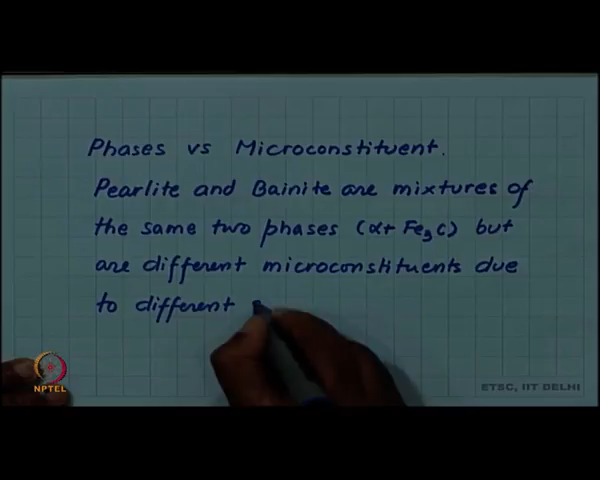 Phases vs Microconstituent.
Pearlite and Bainite are mixtures of
the same two phases (α+ Fe₃C) but
are different microconstituents due
to different
NPTEL
ETSC, IIT DELHI